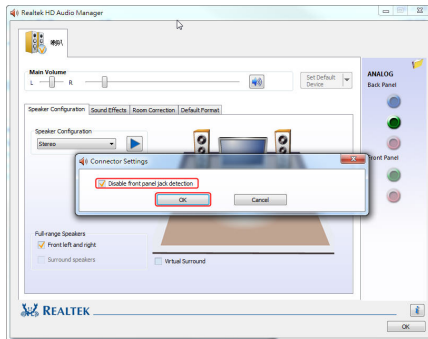 Realtek HD Audio Manager
喇叭
Main Volume
L
R
Set Default
Device
ANALOG
Back Panel
Speaker Configuration
Sound Effects
Room Correction
Default Format
Speaker Configuration
Stereo
Connector Settings
Front Panel
Disable front panel jack detection
OK
Cancel
Full-range Speakers
Front left and right
Surround speakers
Virtual Surround
REALTEK
OK